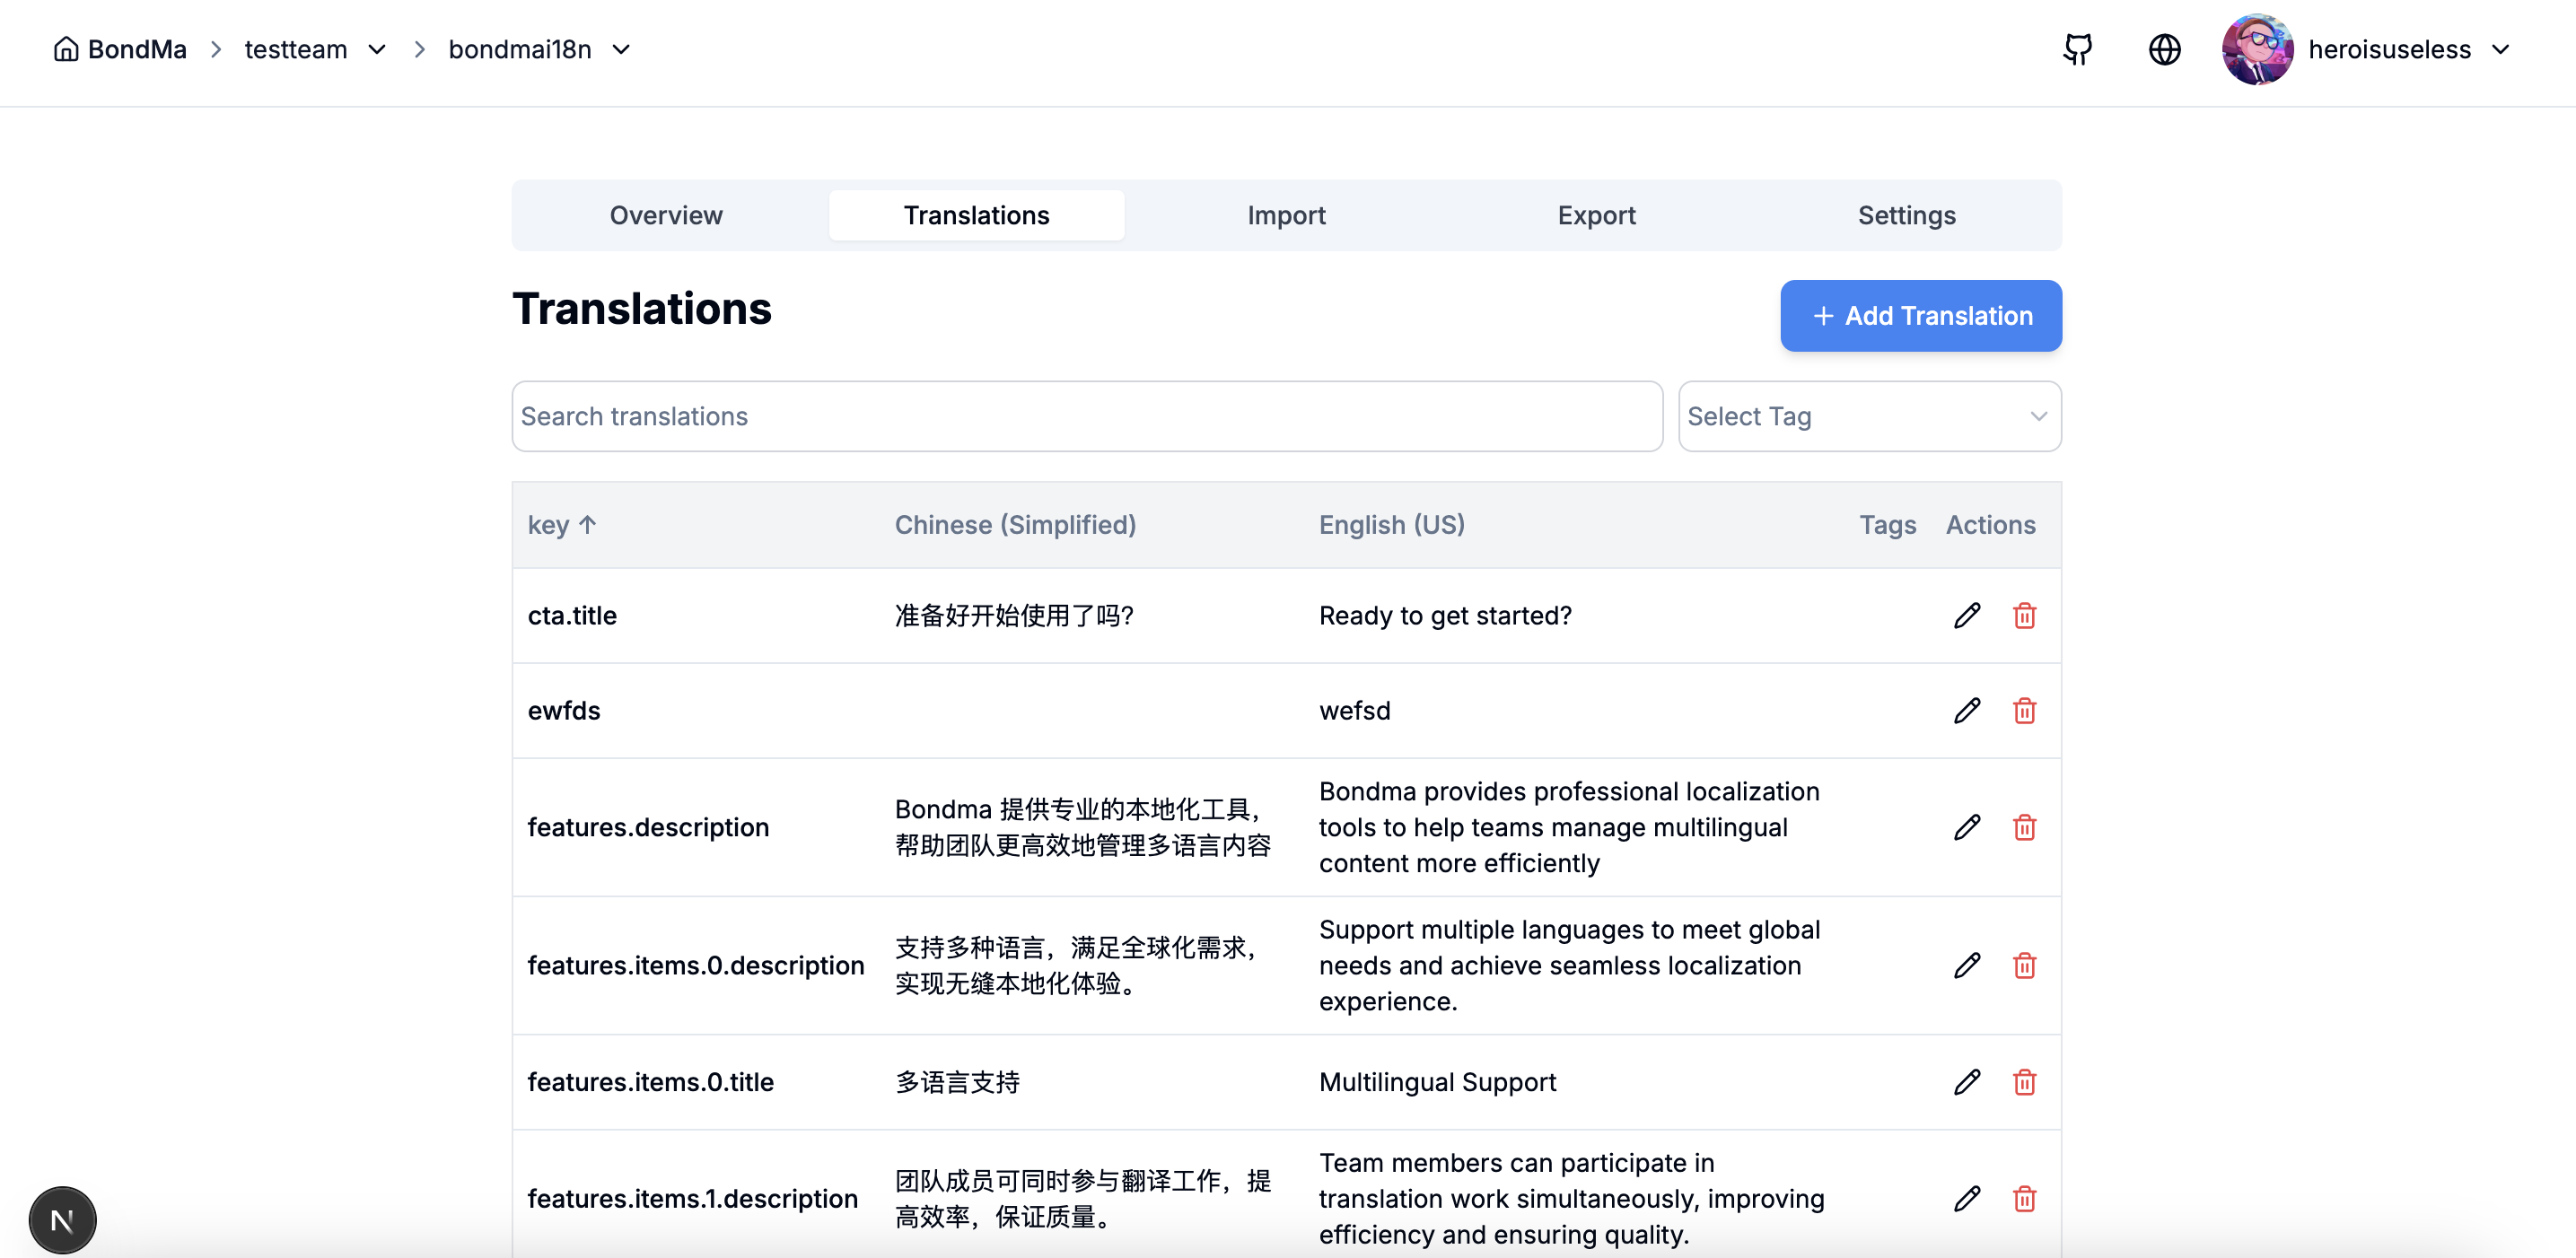 BondMa > testteam > bondmai18n
heroisuseless
Overview Translations Import Export Settings
Translations
+ Add Translation
Search translations
Select Tag
key ↑ Chinese (Simplified) English (US) Tags Actions
cta.title 准备好开始使用了吗? Ready to get started?
ewfds wefsd
features.description
Bondma 提供专业的本地化工具，
帮助团队更高效地管理多语言内容
Bondma provides professional localization
tools to help teams manage multilingual
content more efficiently
features.items.0.description
支持多种语言，满足全球化需求，
实现无缝本地化体验。
Support multiple languages to meet global
needs and achieve seamless localization
experience.
features.items.0.title 多语言支持 Multilingual Support
features.items.1.description
团队成员可同时参与翻译工作，提
高效率，保证质量。
Team members can participate in
translation work simultaneously, improving
efficiency and ensuring quality.
N